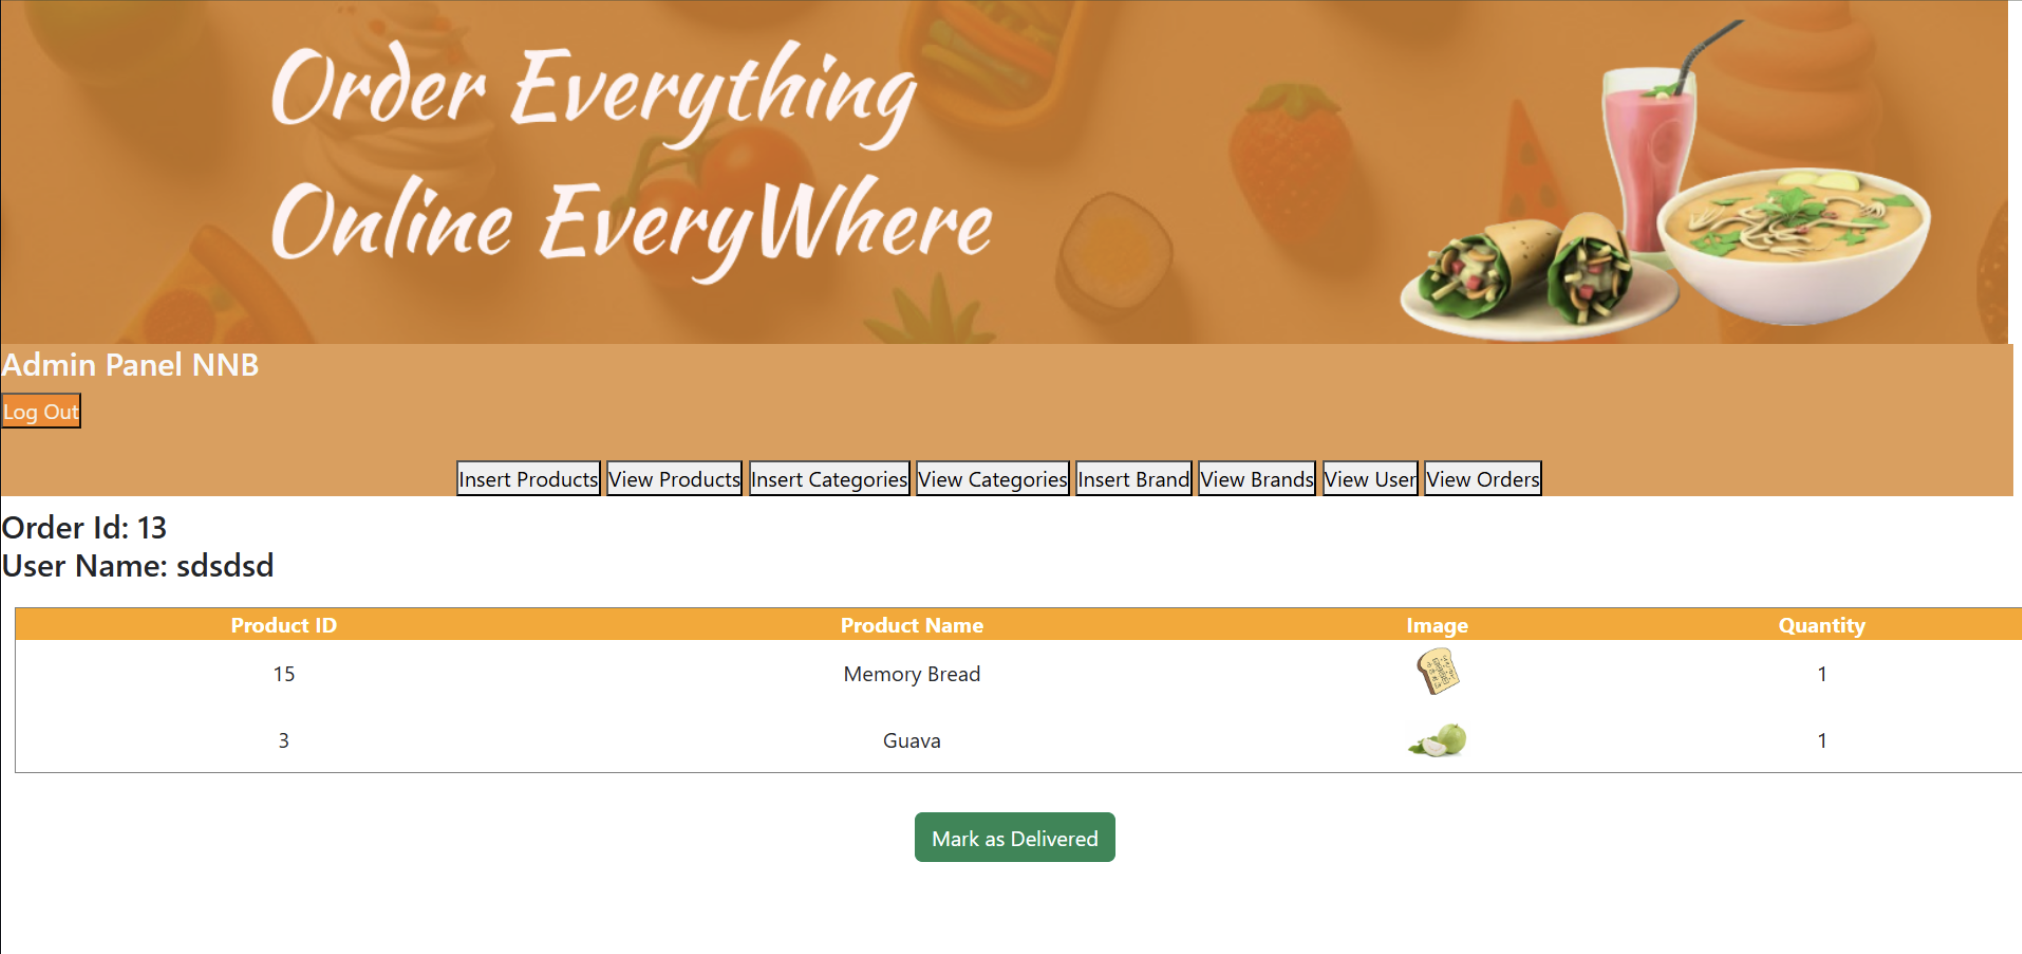 Order Everything
Online EveryWhere
Admin Panel NNB
Log Out
Insert Products View Products Insert Categories View Categories Insert Brand View Brands View User View Orders
Order Id: 13
User Name: sdsdsd
Product ID Product Name Image Quantity
15 Memory Bread 1
3 Guava 1
Mark as Delivered